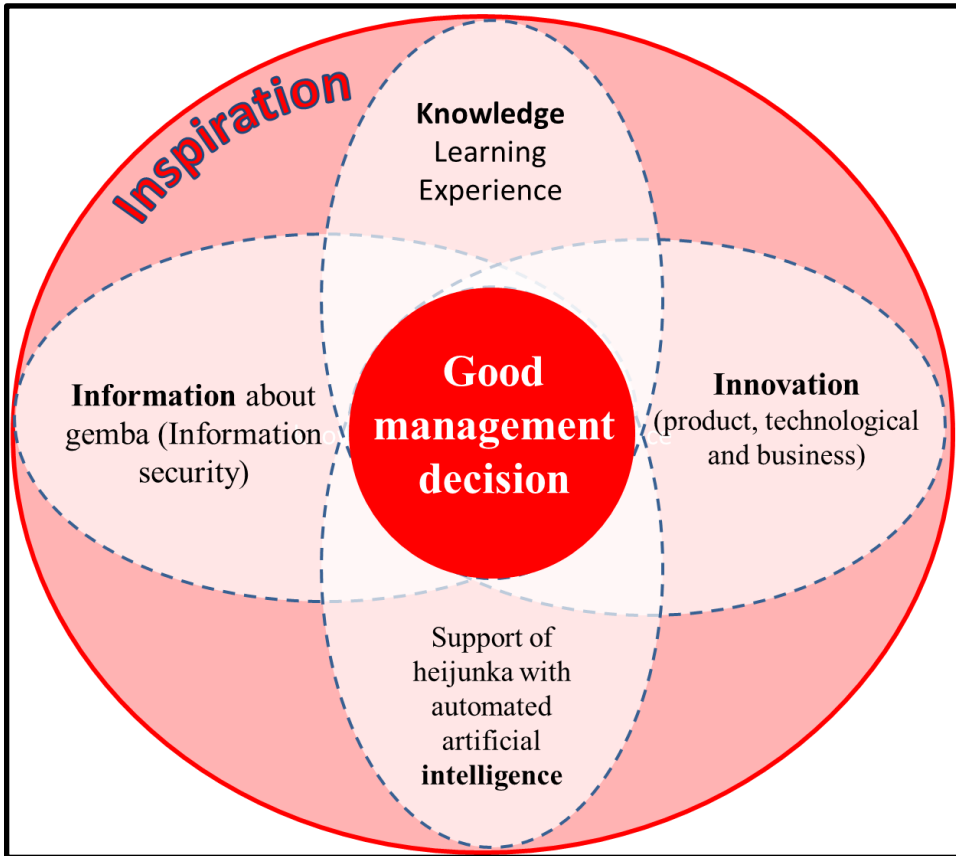 Inspiration
Knowledge
Learning
Experience
Information about
gemba (Information
security)
Good
management
decision
Innovation
(product, technological
and business)
Support of
heijunka with
automated
artificial
intelligence